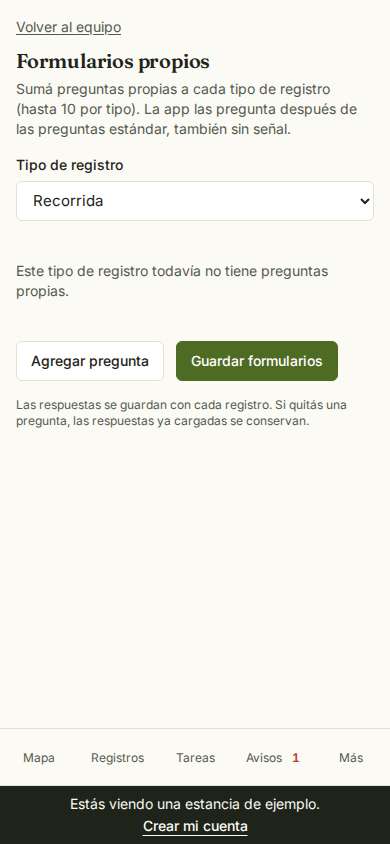 Volver al equipo
Formularios propios
Sumá preguntas propias a cada tipo de registro
(hasta 10 por tipo). La app las pregunta después de
las preguntas estándar, también sin señal.
Tipo de registro
Recorrida
Este tipo de registro todavía no tiene preguntas
propias.
Agregar pregunta
Guardar formularios
Las respuestas se guardan con cada registro. Si quitás una
pregunta, las respuestas ya cargadas se conservan.
Mapa
Registros
Tareas
Avisos 1
Más
Estás viendo una estancia de ejemplo.
Crear mi cuenta